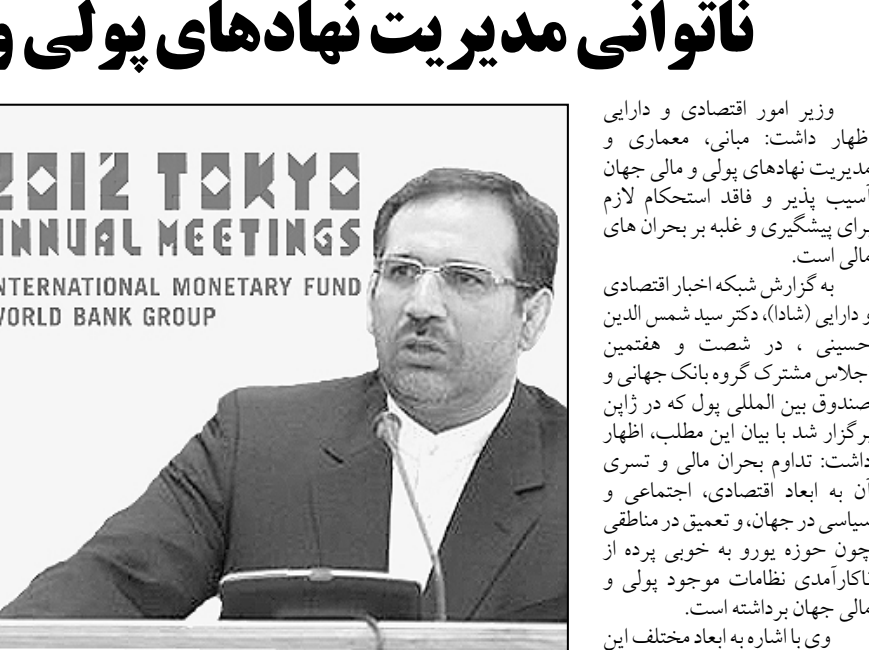 ناتوانی مدیریت نهادهای پولی و
2012 TOKYO
ANNUAL MEETINGS
INTERNATIONAL MONETARY FUND
WORLD BANK GROUP
وزیر امور اقتصادی و دارایی
اظهار داشت: مبانی، معماری و
مدیریت نهادهای پولی و مالی جهان
آسیب پذیر و فاقد استحکام لازم
برای پیشگیری و غلبه بر بحران های
مالی است.
به گزارش شبکه اخبار اقتصادی
و دارایی (شادا)، دکتر سید شمس الدین
حسینی ، در شصت و هفتمین
اجلاس مشترک گروه بانک جهانی و
صندوق بین المللی پول که در ژاپن
برگزار شد با بیان این مطلب، اظهار
داشت: تداوم بحران مالی و تسری
آن به ابعاد اقتصادی، اجتماعی و
سیاسی در جهان، و تعمیق در مناطقی
چون حوزه یورو به خوبی پرده از
ناکارآمدی نظامات موجود پولی و
مالی جهان برداشته است.
وی با اشاره به ابعاد مختلف این